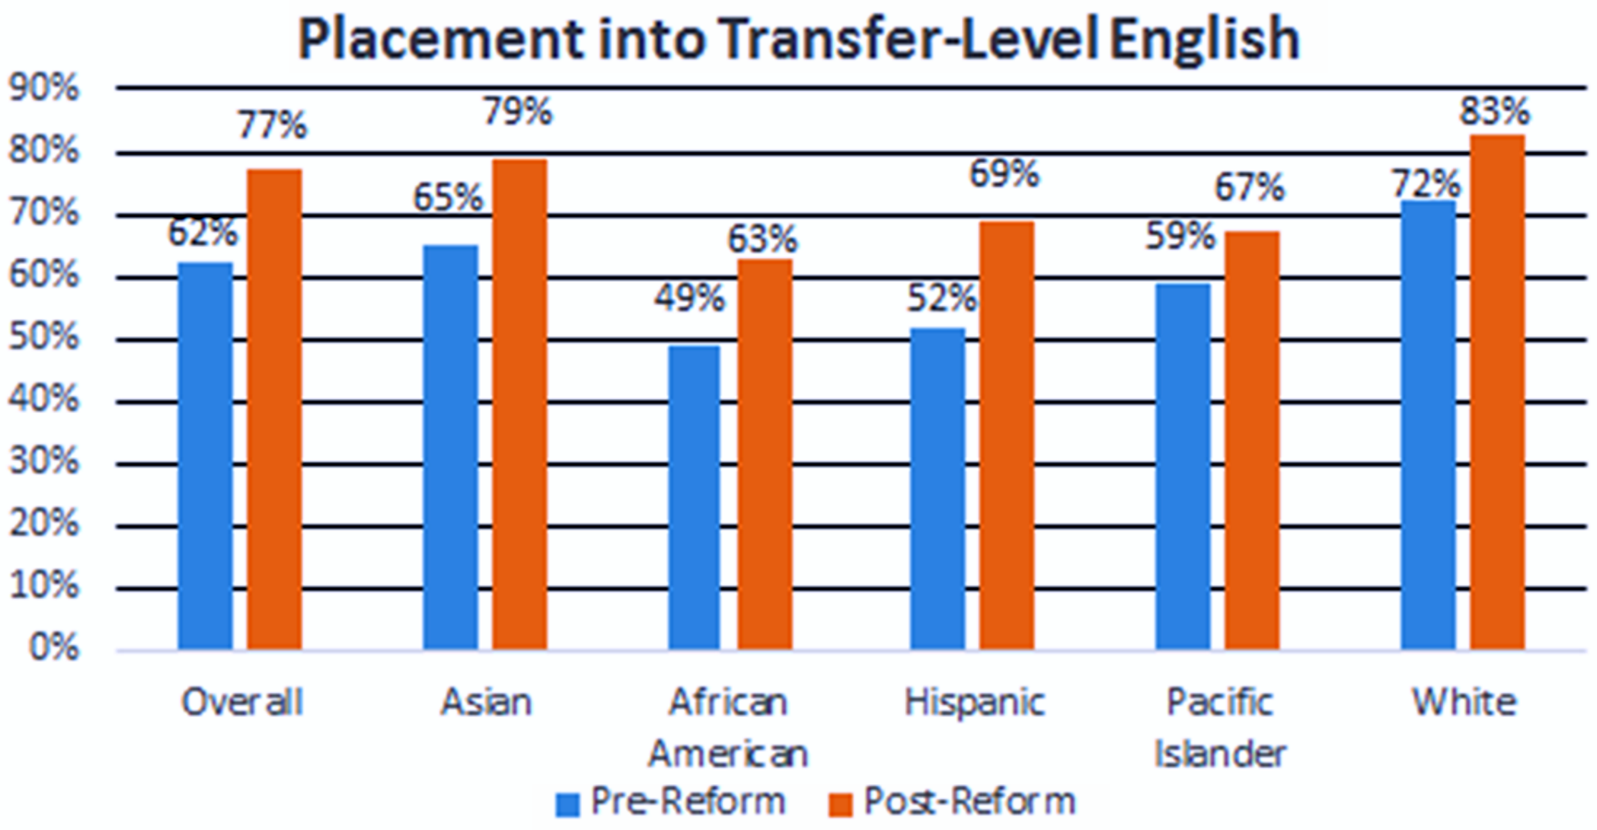 Placement into Transfer-Level English
90%
80%
70%
60%
50%
40%
30%
20%
10%
0%
62%
77%
65%
79%
49%
63%
52%
69%
59%
67%
72%
83%
Overall
Asian
African
American
Hispanic
Pacific
Islander
White
Pre-Reform
Post-Reform